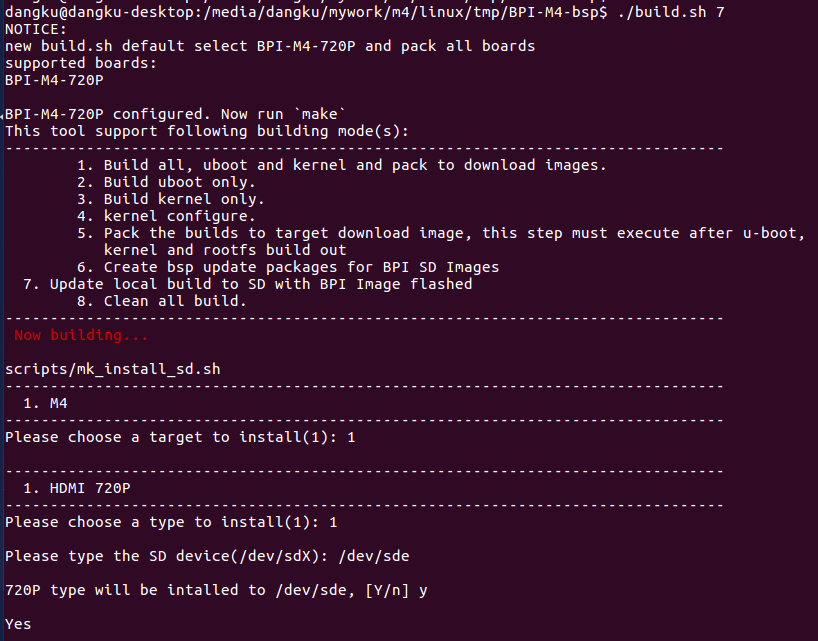 dangku@dangku-desktop:/media/dangku/mywork/m4/linux/tmp/BPI-M4-bsp$ ./build.sh 7
NOTICE:
new build.sh default select BPI-M4-720P and pack all boards
supported boards:
BPI-M4-720P
BPI-M4-720P configured. Now run `make`
This tool support following building mode(s):
--------------------------------------------------------------------------------
1. Build all, uboot and kernel and pack to download images.
2. Build uboot only.
3. Build kernel only.
4. kernel configure.
5. Pack the builds to target download image, this step must execute after u-boot,
kernel and rootfs build out
6. Create bsp update packages for BPI SD Images
7. Update local build to SD with BPI Image flashed
8. Clean all build.
--------------------------------------------------------------------------------
Now building...
scripts/mk_install_sd.sh
--------------------------------------------------------------------------------
1. M4
--------------------------------------------------------------------------------
Please choose a target to install(1): 1
--------------------------------------------------------------------------------
1. HDMI 720P
--------------------------------------------------------------------------------
Please choose a type to install(1): 1
Please type the SD device(/dev/sdX): /dev/sde
720P type will be intalled to /dev/sde, [Y/n] y
Yes